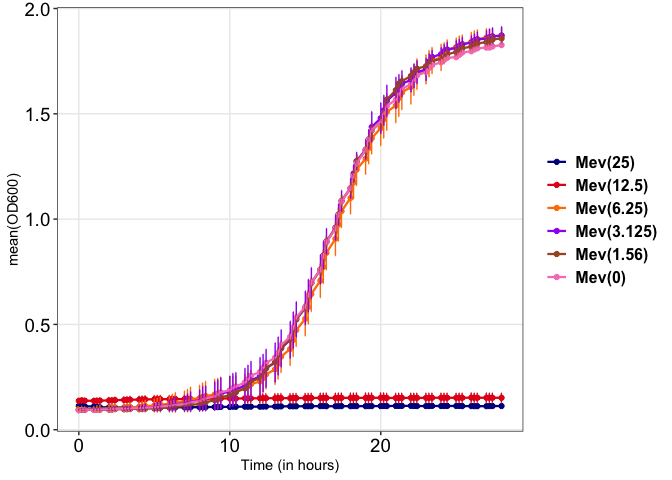 2.0
1.5
1.0
0.5
0.0
mean(OD600)
0
10
20
Time (in hours)
Mev(25)
Mev(12.5)
Mev(6.25)
Mev(3.125)
Mev(1.56)
Mev(0)